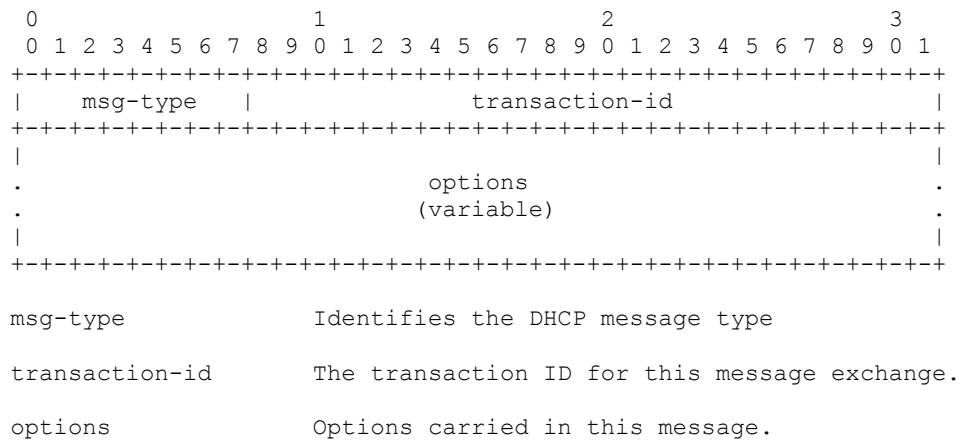 0                   1                   2                   3
 0 1 2 3 4 5 6 7 8 9 0 1 2 3 4 5 6 7 8 9 0 1 2 3 4 5 6 7 8 9 0 1
+-+-+-+-+-+-+-+-+-+-+-+-+-+-+-+-+-+-+-+-+-+-+-+-+-+-+-+-+-+-+-+-+
|    msg-type   |               transaction-id                  |
+-+-+-+-+-+-+-+-+-+-+-+-+-+-+-+-+-+-+-+-+-+-+-+-+-+-+-+-+-+-+-+-+
|                                                               |
.                            options                            .
.                           (variable)                          .
|                                                               |
+-+-+-+-+-+-+-+-+-+-+-+-+-+-+-+-+-+-+-+-+-+-+-+-+-+-+-+-+-+-+-+-+
msg-type             Identifies the DHCP message type
transaction-id       The transaction ID for this message exchange.
options              Options carried in this message.